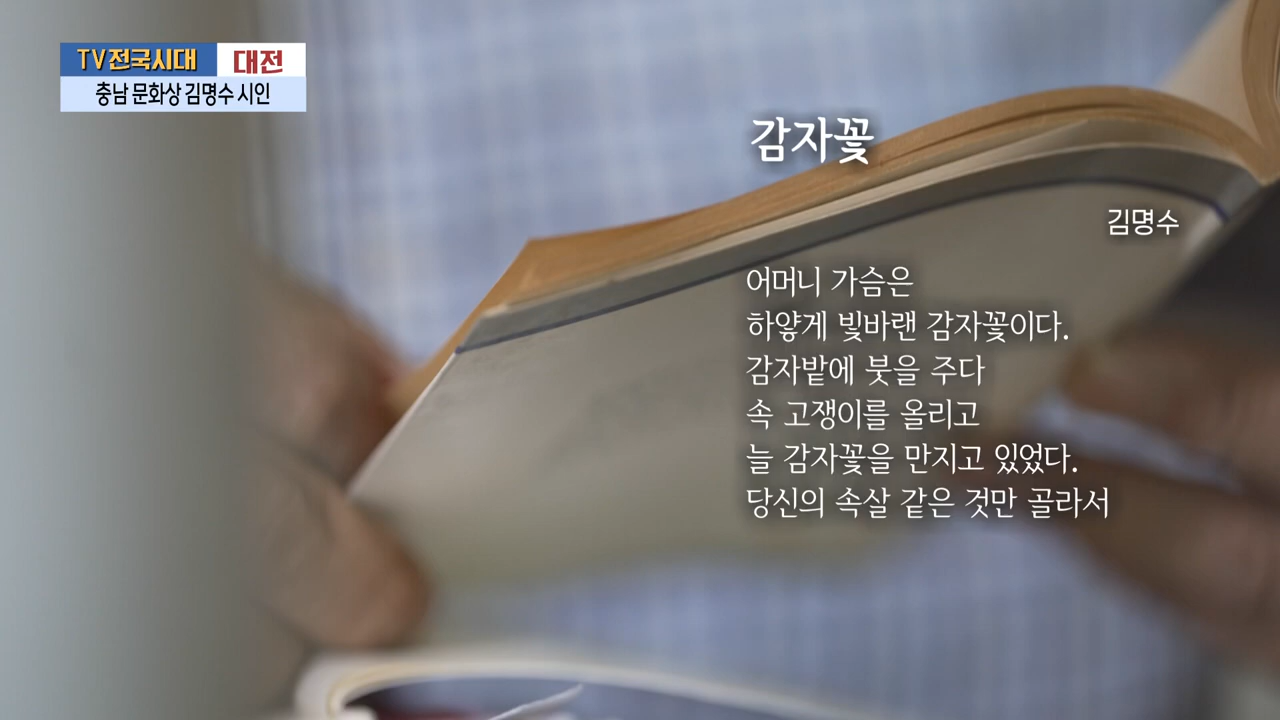 TV전국시대 대전
충남 문화상 김명수 시인
감자꽃
김명수
어머니 가슴은
하얗게 빛바랜 감자꽃이다.
감자밭에 붓을 주다
속 고쟁이를 올리고
늘 감자꽃을 만지고 있었다.
당신의 속살 같은 것만 골라서